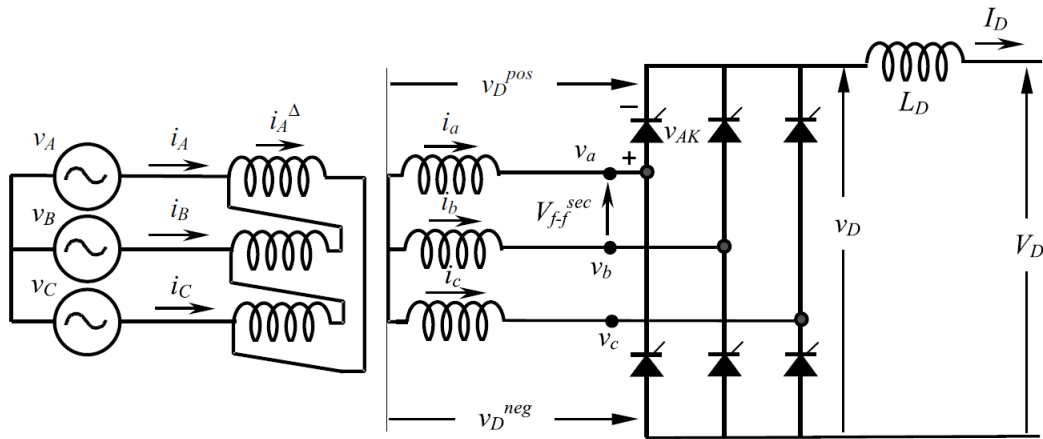 I_D
v_D^pos
L_D
i_A^Δ
i_a
−
v_AK
v_A
i_A
v_a
+
v_B
i_B
i_b
V_f-f^sec
v_D
V_D
v_b
v_C
i_C
i_c
v_c
v_D^neg